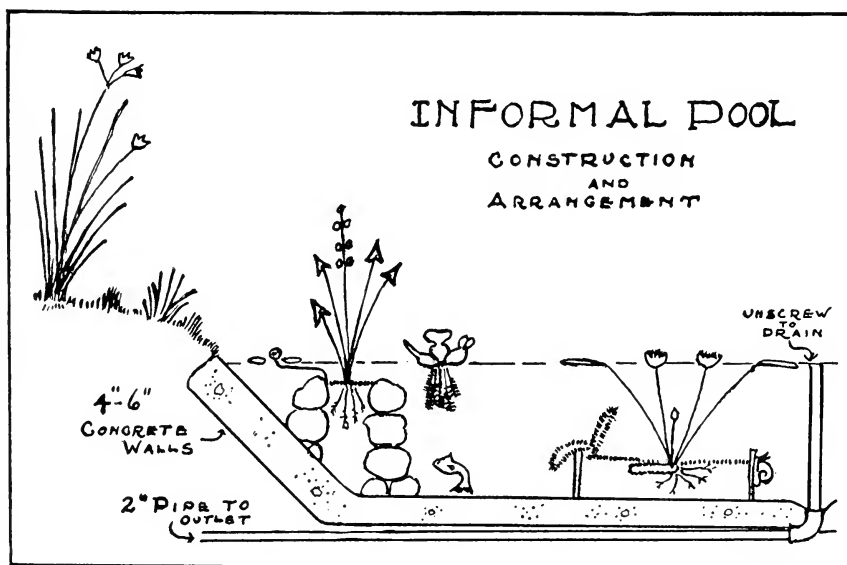 INFORMAL POOL
CONSTRUCTION
AND
ARRANGEMENT
UNSCREW
TO
DRAIN
4"-6"
CONCRETE
WALLS
2" PIPE TO
OUTLET